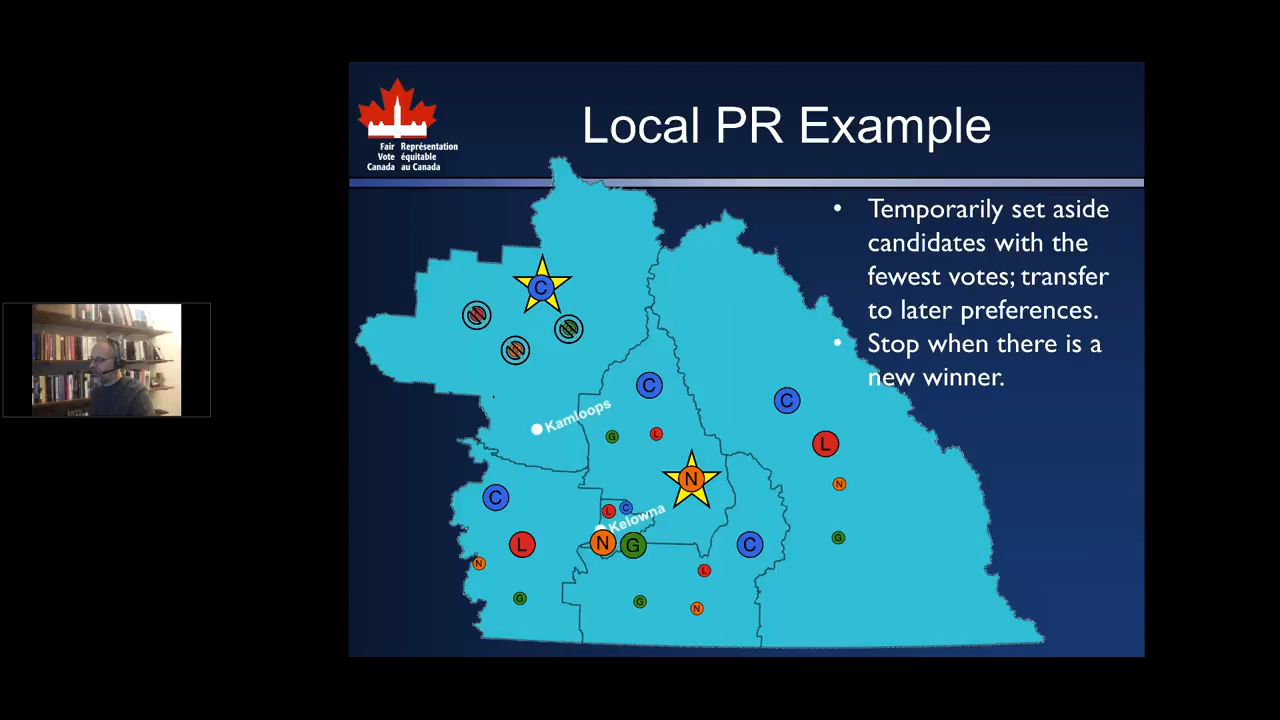 Local PR Example
Fair Représentation
Vote équitable
Canada au Canada
• Temporarily set aside
candidates with the
fewest votes; transfer
to later preferences.
• Stop when there is a
new winner.
C
C
C
Kamloops
G
L
L
N
N
C
L
C
Kelowna
L
N
G
C
N
G
L
G
G
N